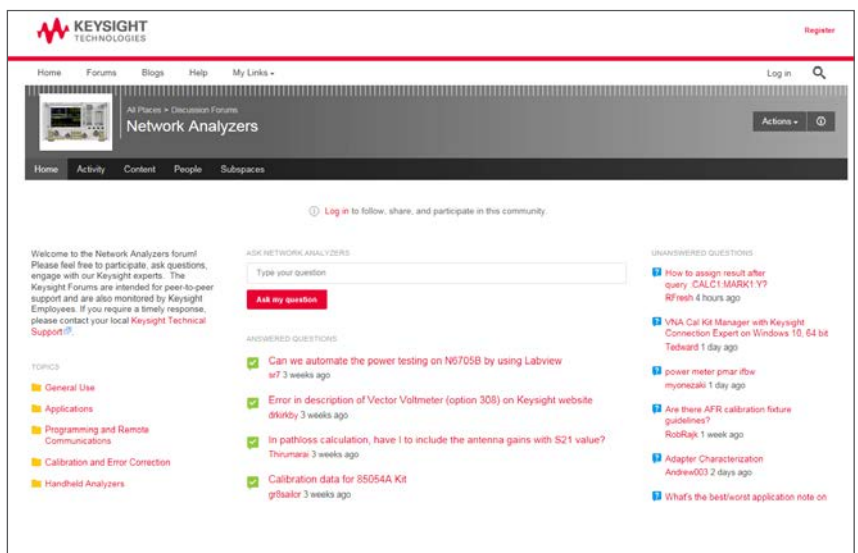 KEYSIGHT
TECHNOLOGIES
Register
Home Forums Blogs Help My Links
Log in
All Places > Discussion Forums
Network Analyzers
Actions
Home Activity Content People Subspaces
Log in to follow, share, and participate in this community.
Welcome to the Network Analyzers forum!
Please feel free to participate, ask questions,
engage with our Keysight experts. The
Keysight Forums are intended for peer-to-peer
support and are also monitored by Keysight
Employees. If you require a timely response,
please contact your local Keysight Technical
Support.
TOPICS
General Use
Applications
Programming and Remote
Communications
Calibration and Error Correction
Handheld Analyzers
ASK NETWORK ANALYZERS
Type your question
Ask my question
ANSWERED QUESTIONS
Can we automate the power testing on N6705B by using Labview
sr7 3 weeks ago
Error in description of Vector Voltmeter (option 308) on Keysight website
drkirkby 3 weeks ago
In pathloss calculation, have I to include the antenna gains with S21 value?
Thirumarai 3 weeks ago
Calibration data for 85054A Kit
gr8sailor 3 weeks ago
UNANSWERED QUESTIONS
How to assign result after
query :CALC1:MARK1:Y?
RFresh 4 hours ago
VNA Cal Kit Manager with Keysight
Connection Expert on Windows 10, 64 bit
Tedward 1 day ago
power meter pmar ifbw
myonezaki 1 day ago
Are there AFR calibration fixture
guidelines?
RobRajk 1 week ago
Adapter Characterization
Andrew003 2 days ago
What's the best/worst application note on